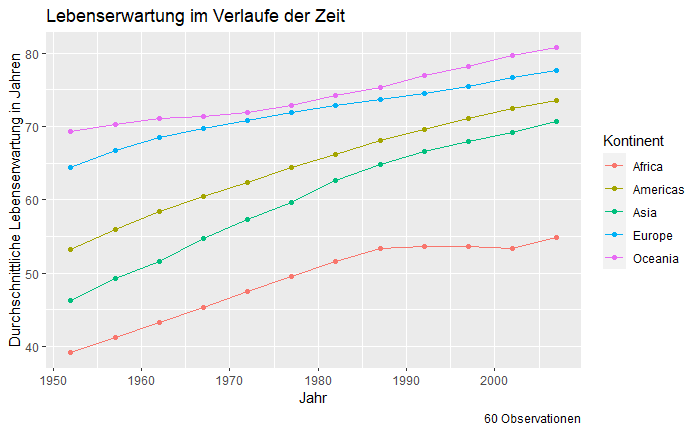 Lebenserwartung im Verlaufe der Zeit
Durchschnittliche Lebenserwartung in Jahren
80
70
60
50
40
1950
1960
1970
1980
1990
2000
Jahr
Kontinent
Africa
Americas
Asia
Europe
Oceania
60 Observationen